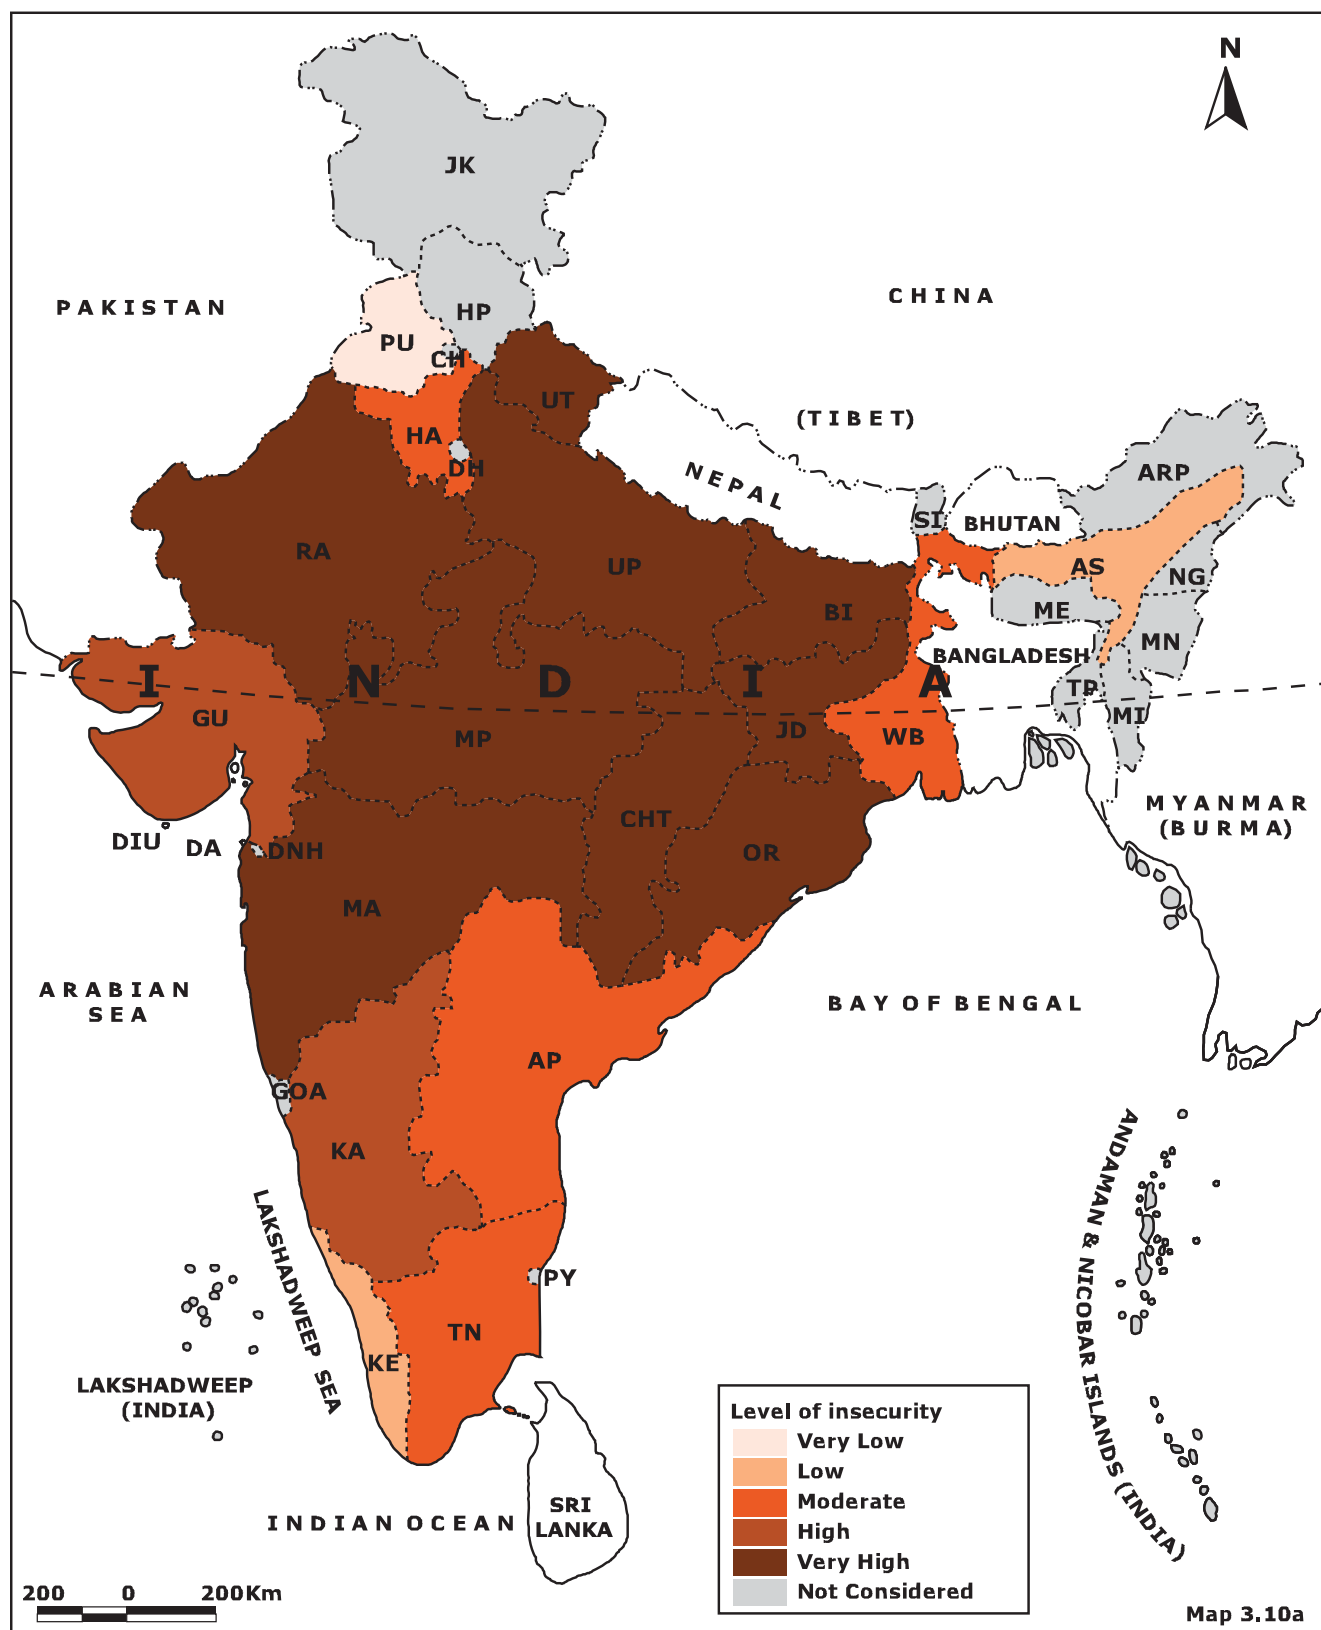 N
JK
PAKISTAN
CHINA
HP
PU
CH
UT
(TIBET)
HA
DH
NEPAL
ARP
SI
BHUTAN
RA
UP
AS
NG
BI
ME
MN
BANGLADESH
I N D I A
TP
GU
MI
MP
JD
WB
MYANMAR
(BURMA)
CHT
DIU
DA
DNH
OR
MA
ARABIAN
SEA
BAY OF BENGAL
AP
GOA
KA
LAKSHADWEEP SEA
ANDAMAN & NICOBAR ISLANDS (INDIA)
PY
TN
KE
LAKSHADWEEP
(INDIA)
Level of insecurity
Very Low
Low
Moderate
High
Very High
Not Considered
SRI
LANKA
INDIAN OCEAN
200 0 200Km
Map 3.10a